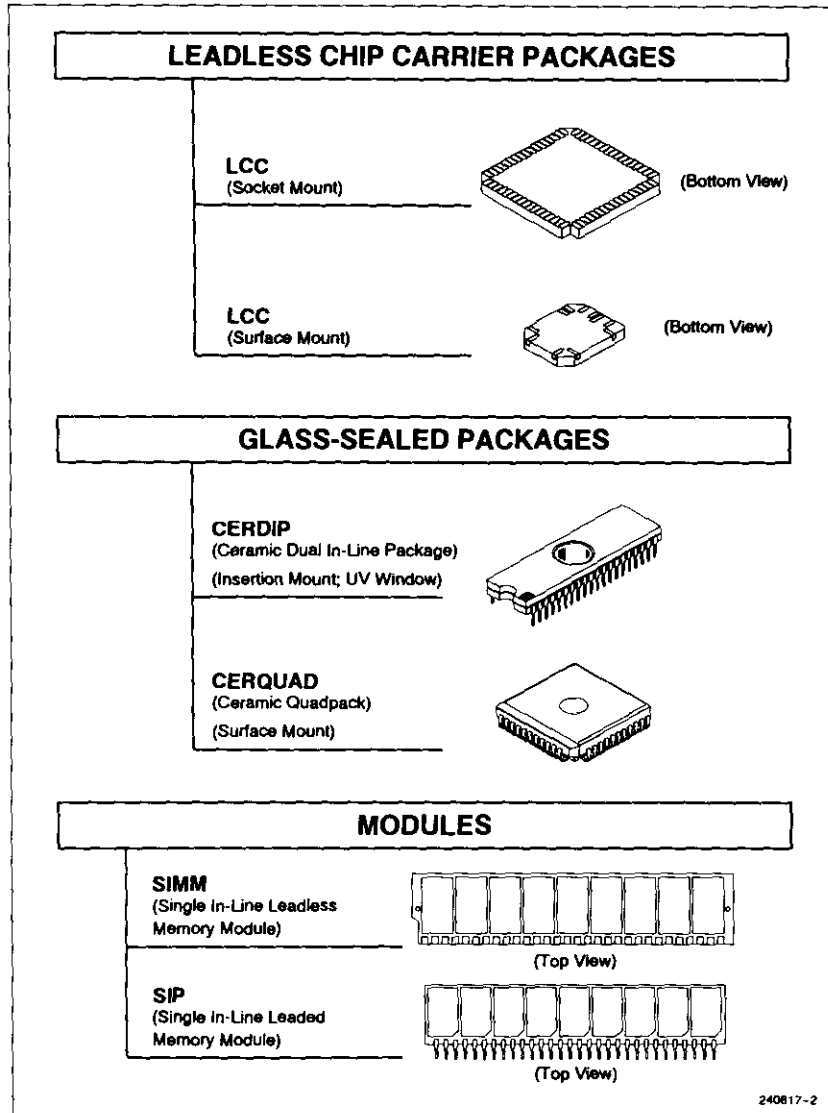 LEADLESS CHIP CARRIER PACKAGES
LCC
(Socket Mount)
(Bottom View)
LCC
(Surface Mount)
(Bottom View)
GLASS-SEALED PACKAGES
CERDIP
(Ceramic Dual In-Line Package)
(Insertion Mount; UV Window)
CERQUAD
(Ceramic Quadpack)
(Surface Mount)
MODULES
SIMM
(Single In-Line Leadless
Memory Module)
(Top View)
SIP
(Single In-Line Leaded
Memory Module)
(Top View)
240817-2